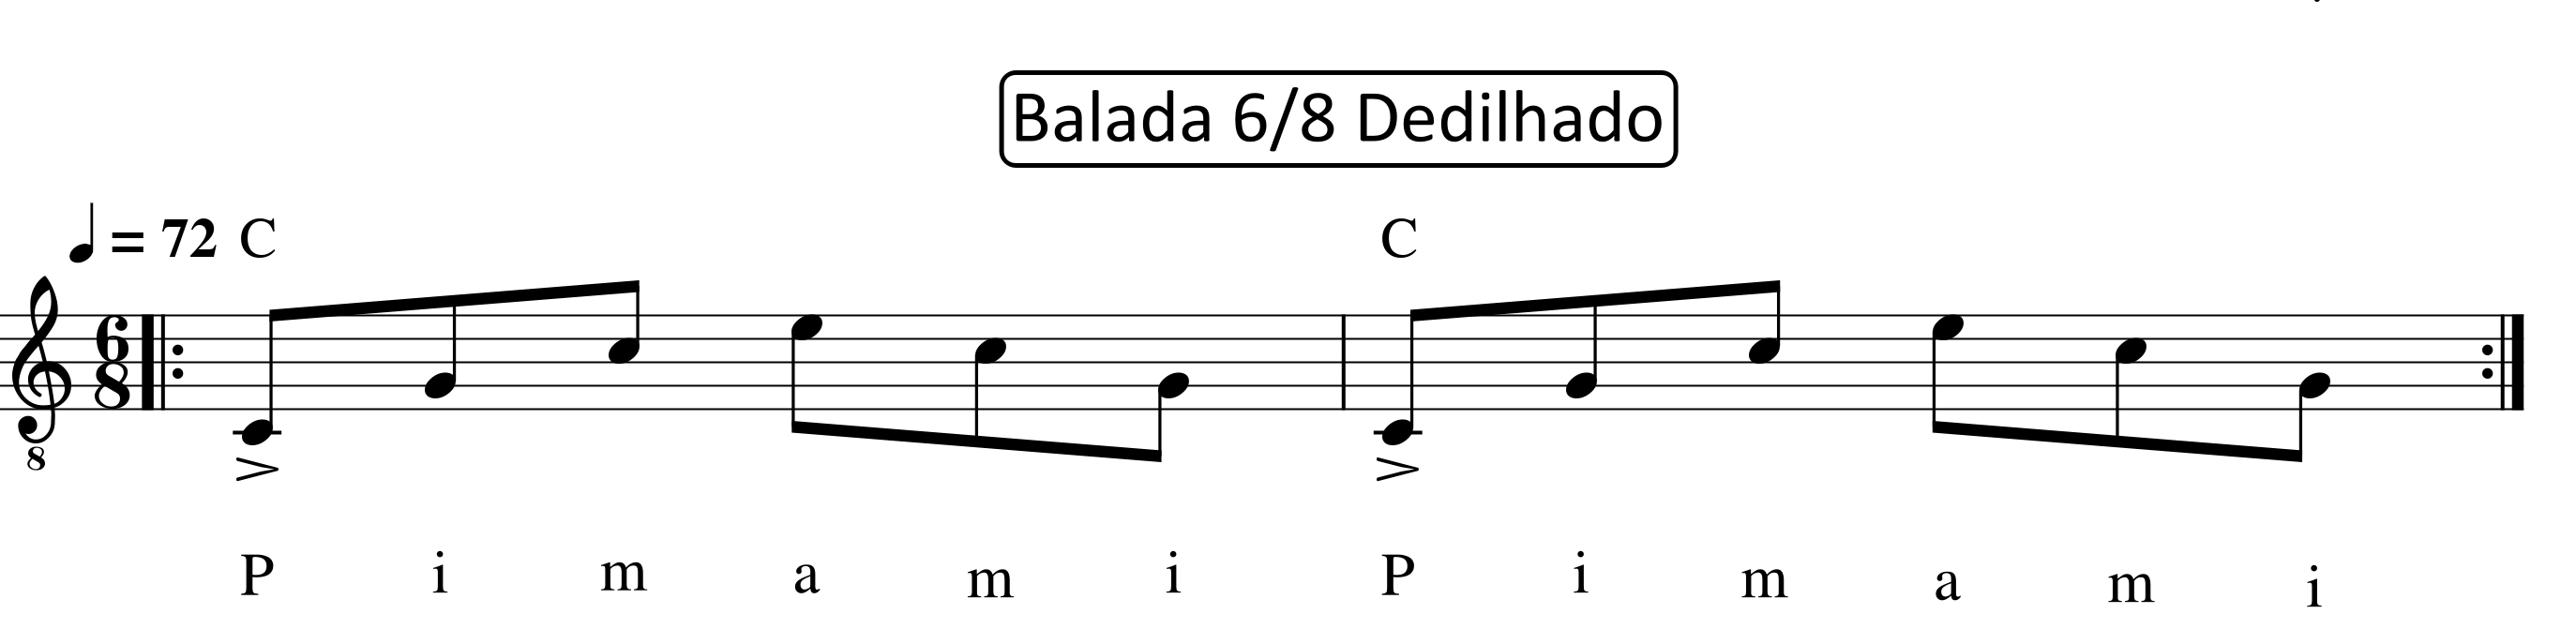 Balada 6/8 Dedilhado
= 72 C C
6
8
8
P i m a m i P i m a m i